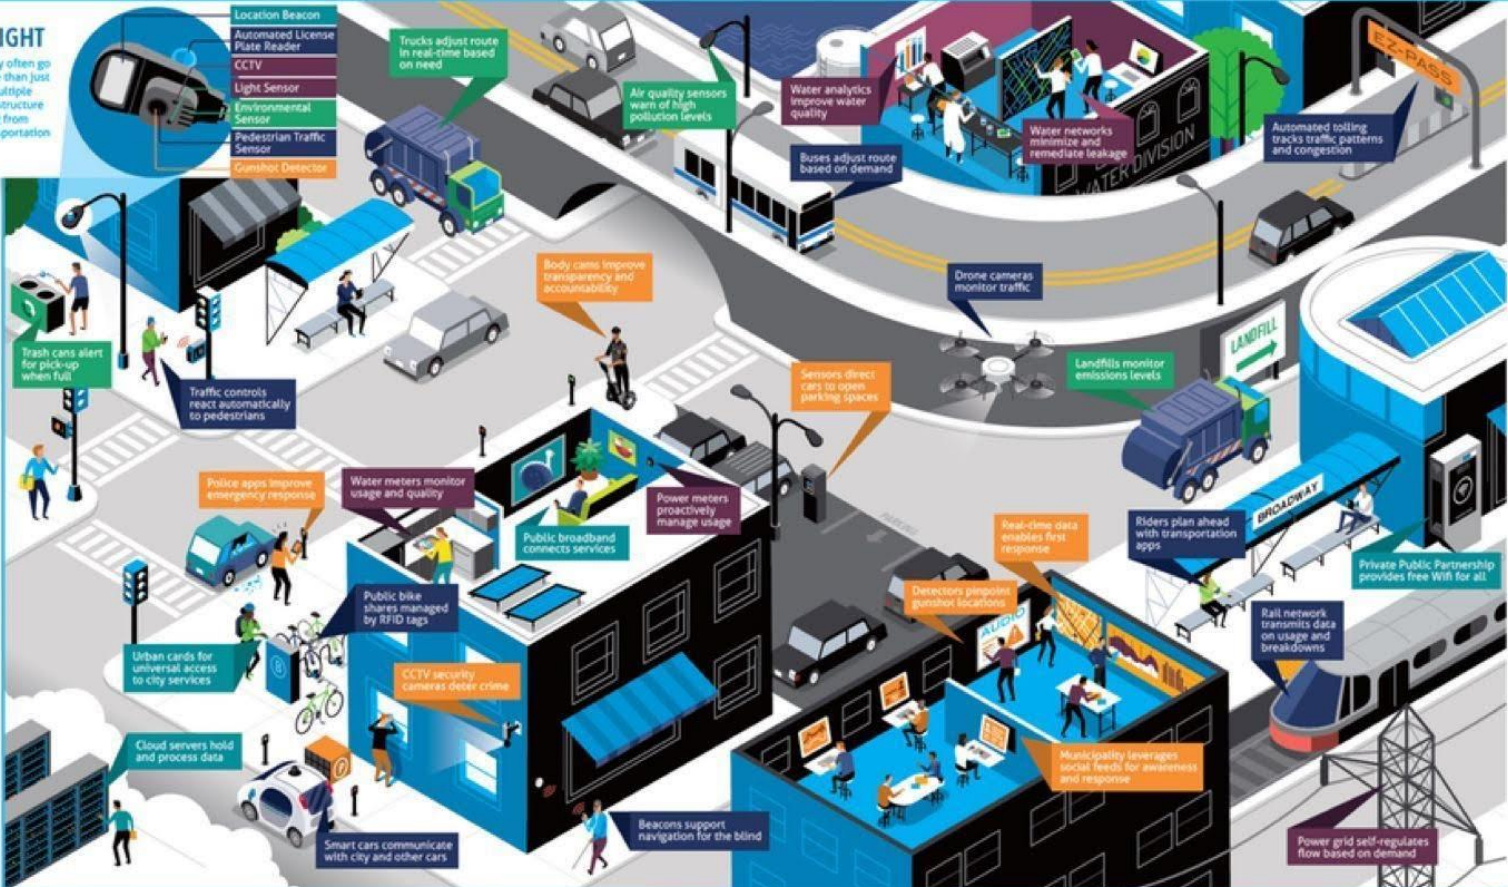 IGHT
y often go
e than just
ultiple
structure
t from
sportation
Location Beacon
Automated License
Plate Reader
CCTV
Light Sensor
Environmental
Sensor
Pedestrian Traffic
Sensor
Gunshot Detector
Trucks adjust route
in real-time based
on need
Air quality sensors
warn of high
pollution levels
Water analytics
improve water
quality
Water networks
minimize and
remediate leakage
WATER DIVISION
Buses adjust route
based on demand
EZ-PASS
Automated tolling
tracks traffic patterns
and congestion
Body cams improve
transparency and
accountability
Drone cameras
monitor traffic
LANDFILL
Landfills monitor
emissions levels
Trash cans alert
for pick-up
when full
Traffic controls
react automatically
to pedestrians
Sensors direct
cars to open
parking spaces
Police apps improve
emergency response
Water meters monitor
usage and quality
Power meters
proactively
manage usage
Public broadband
connects services
PARKING
Real-time data
enables first
response
Riders plan ahead
with transportation
apps
BROADWAY
Private Public Partnership
provides free Wifi for all
Public bike
shares managed
by RFID tags
Detectors pinpoint
gunshot locations
AUDIO
Rail network
transmits data
on usage and
breakdowns
Urban cards for
universal access
to city services
B
CCTV security
cameras deter crime
Cloud servers hold
and process data
Municipality leverages
social feeds for awareness
and response
Smart cars communicate
with city and other cars
Beacons support
navigation for the blind
Power grid self-regulates
flow based on demand